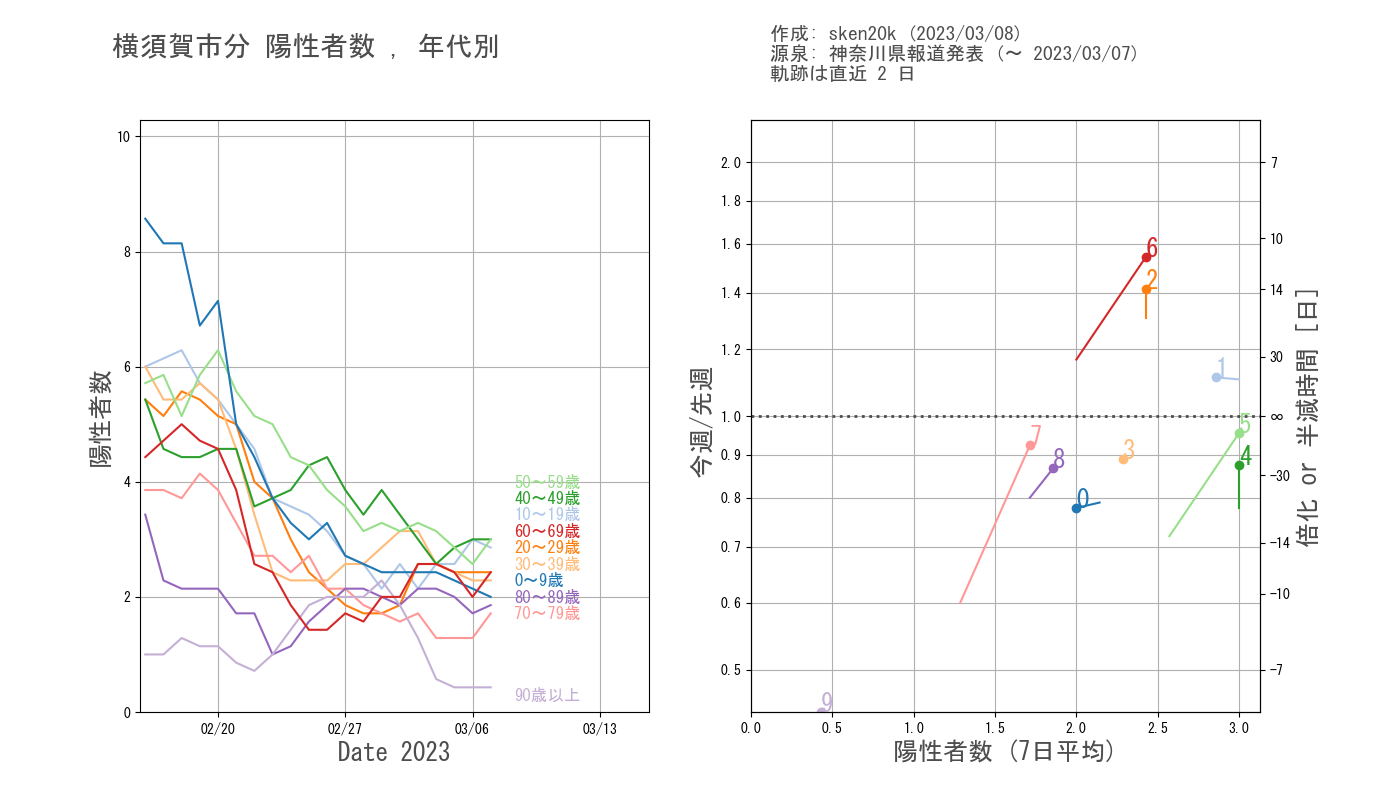 横須賀市分 陽性者数 , 年代別
作成: sken20k (2023/03/08)
源泉: 神奈川県報道発表 (～ 2023/03/07)
軌跡は直近 2 日
陽性者数
10
8
6
4
2
0
02/20
02/27
03/06
03/13
Date 2023
50～59歳
40～49歳
10～19歳
60～69歳
20～29歳
30～39歳
0～9歳
80～89歳
70～79歳
90歳以上
今週/先週
2.0
1.8
1.6
1.4
1.2
1.0
0.9
0.8
0.7
0.6
0.5
0.0
0.5
1.0
1.5
2.0
2.5
3.0
陽性者数 (7日平均)
6
2
1
5
7
3
4
8
0
9
7
10
14
30
∞
-30
-14
-10
-7
倍化 or 半減時間 [日]